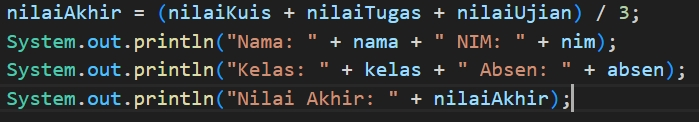 nilaiAkhir = (nilaiKuis + nilaiTugas + nilaiUjian) / 3;
System.out.println("Nama: " + nama + " NIM: " + nim);
System.out.println("Kelas: " + kelas + " Absen: " + absen);
System.out.println("Nilai Akhir: " + nilaiAkhir);